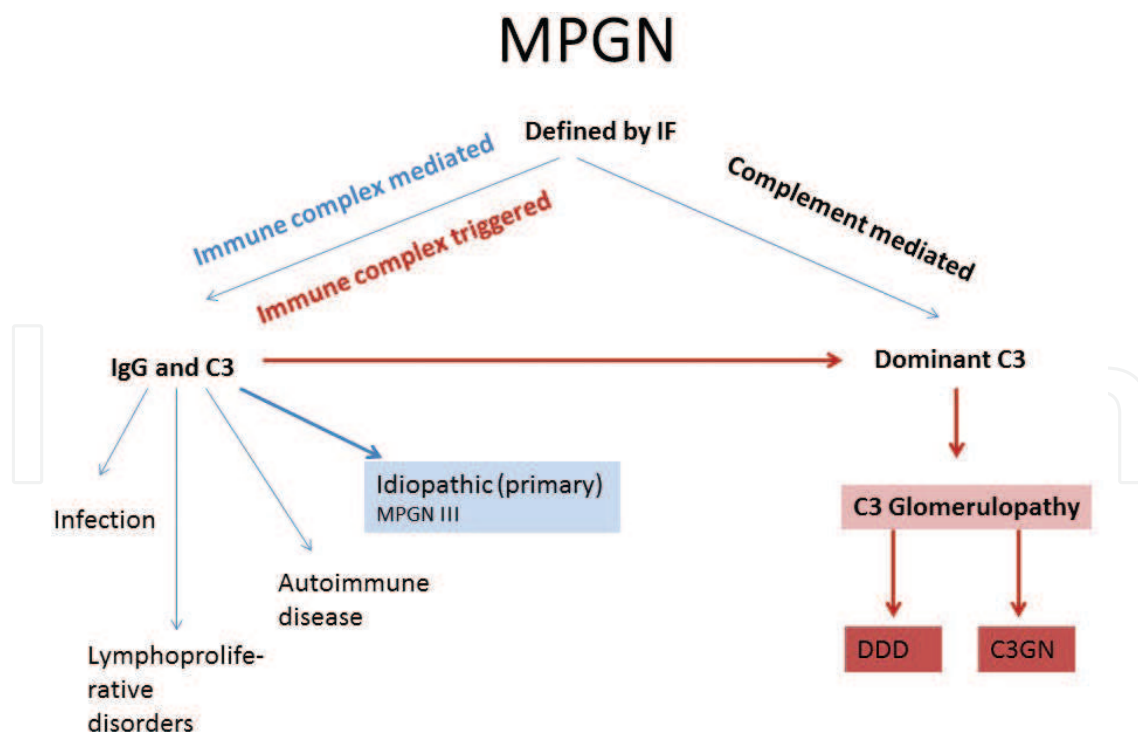 MPGN
Defined by IF
Immune complex mediated
Immune complex triggered
Complement mediated
IgG and C3
Dominant C3
Idiopathic (primary)
MPGN III
C3 Glomerulopathy
Infection
Autoimmune
disease
Lymphoprolife-
rative
disorders
DDD
C3GN